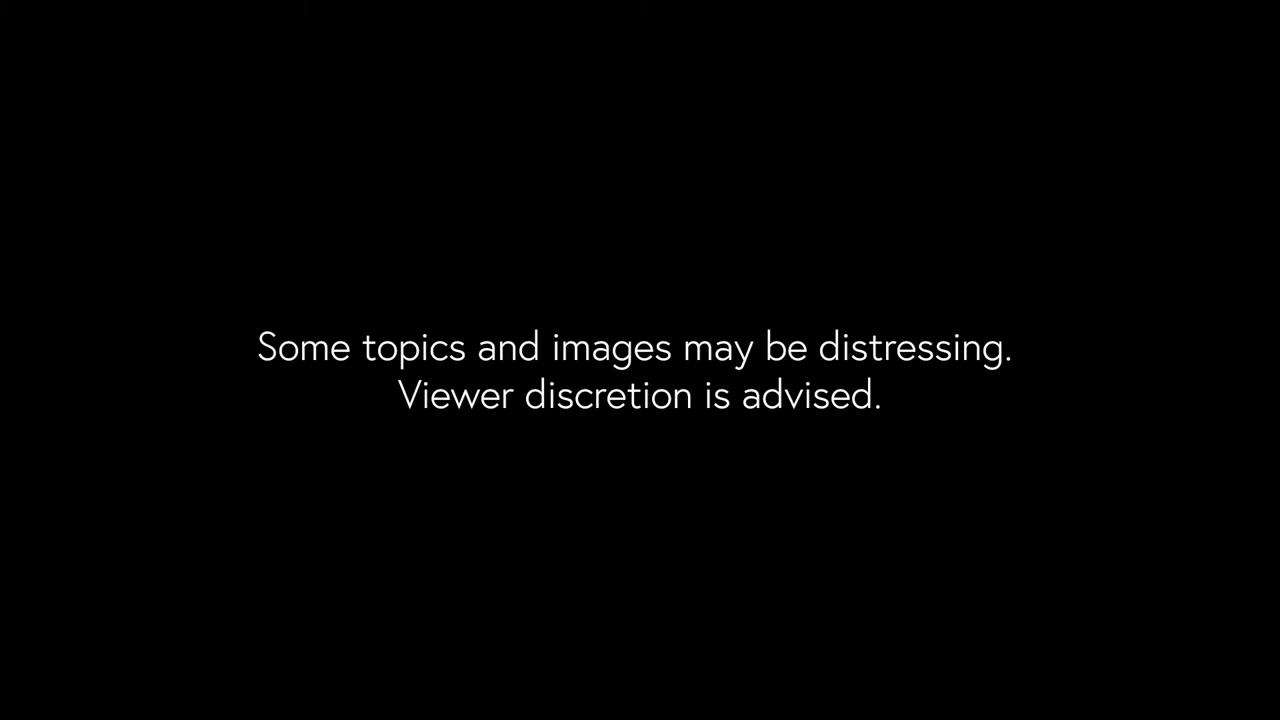 Some topics and images may be distressing.
Viewer discretion is advised.